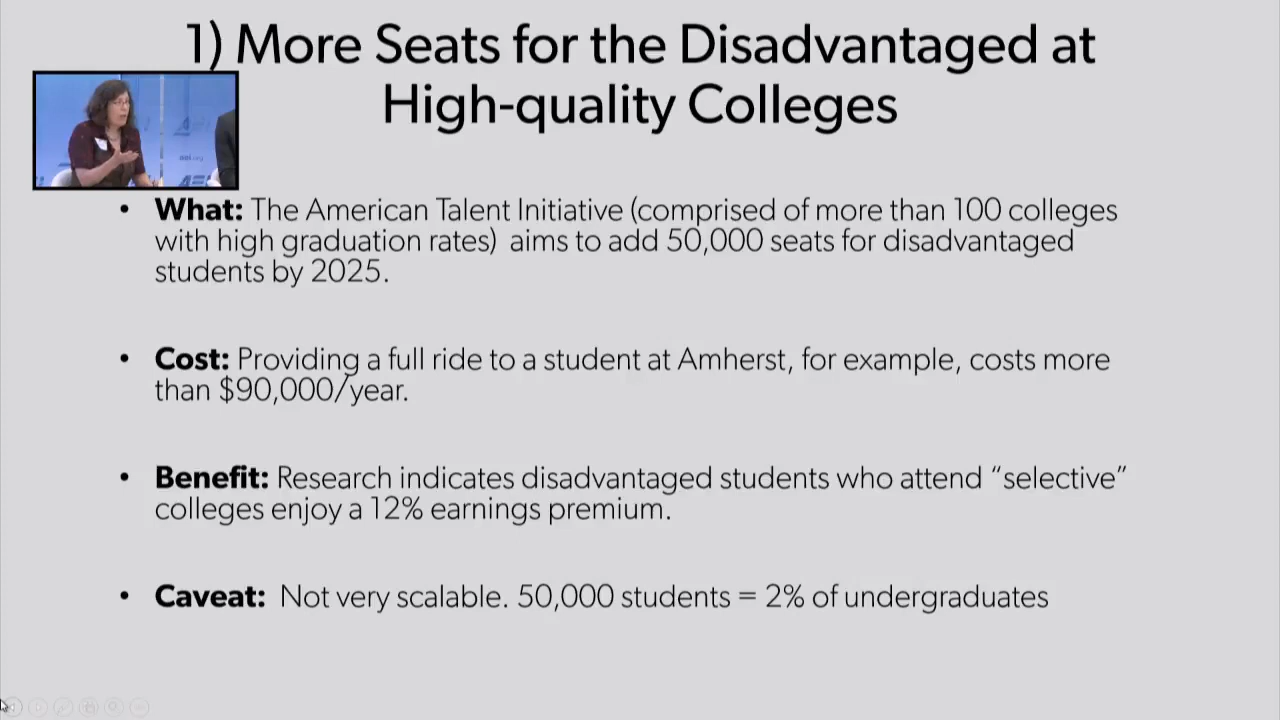 1) More Seats for the Disadvantaged at
High-quality Colleges
AEI
• What: The American Talent Initiative (comprised of more than 100 colleges
with high graduation rates)  aims to add 50,000 seats for disadvantaged
students by 2025.
• Cost: Providing a full ride to a student at Amherst, for example, costs more
than $90,000/year.
• Benefit: Research indicates disadvantaged students who attend “selective”
colleges enjoy a 12% earnings premium.
• Caveat:  Not very scalable. 50,000 students = 2% of undergraduates